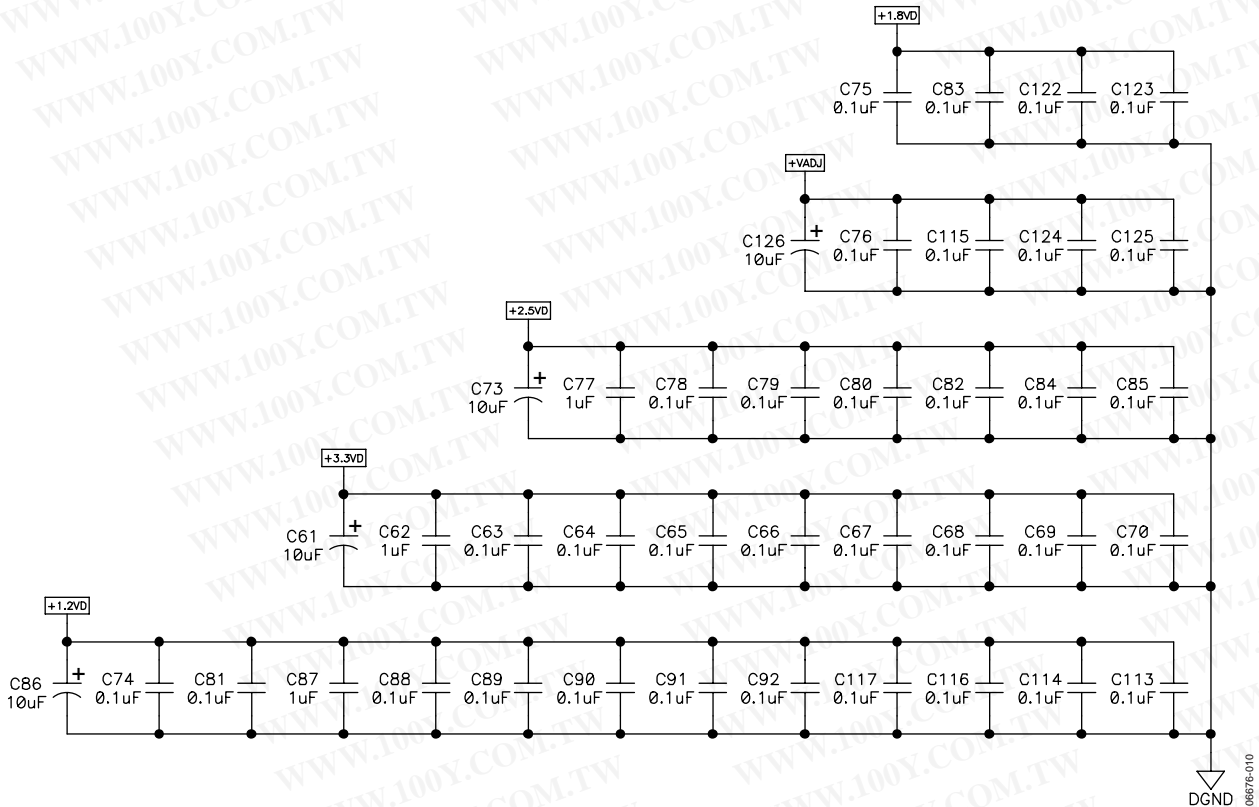 +1.8VD
C75 C83 C122 C123
0.1uF 0.1uF 0.1uF 0.1uF
+VADJ
C126 C76 C115 C124 C125
10uF 0.1uF 0.1uF 0.1uF 0.1uF
+2.5VD
C73 C77 C78 C79 C80 C82 C84 C85
10uF 1uF 0.1uF 0.1uF 0.1uF 0.1uF 0.1uF 0.1uF
+3.3VD
C61 C62 C63 C64 C65 C66 C67 C68 C69 C70
10uF 1uF 0.1uF 0.1uF 0.1uF 0.1uF 0.1uF 0.1uF 0.1uF 0.1uF
+1.2VD
C86 C74 C81 C87 C88 C89 C90 C91 C92 C117 C116 C114 C113
10uF 0.1uF 0.1uF 1uF 0.1uF 0.1uF 0.1uF 0.1uF 0.1uF 0.1uF 0.1uF 0.1uF 0.1uF
DGND
06676-010
WWW.100Y.COM.TW